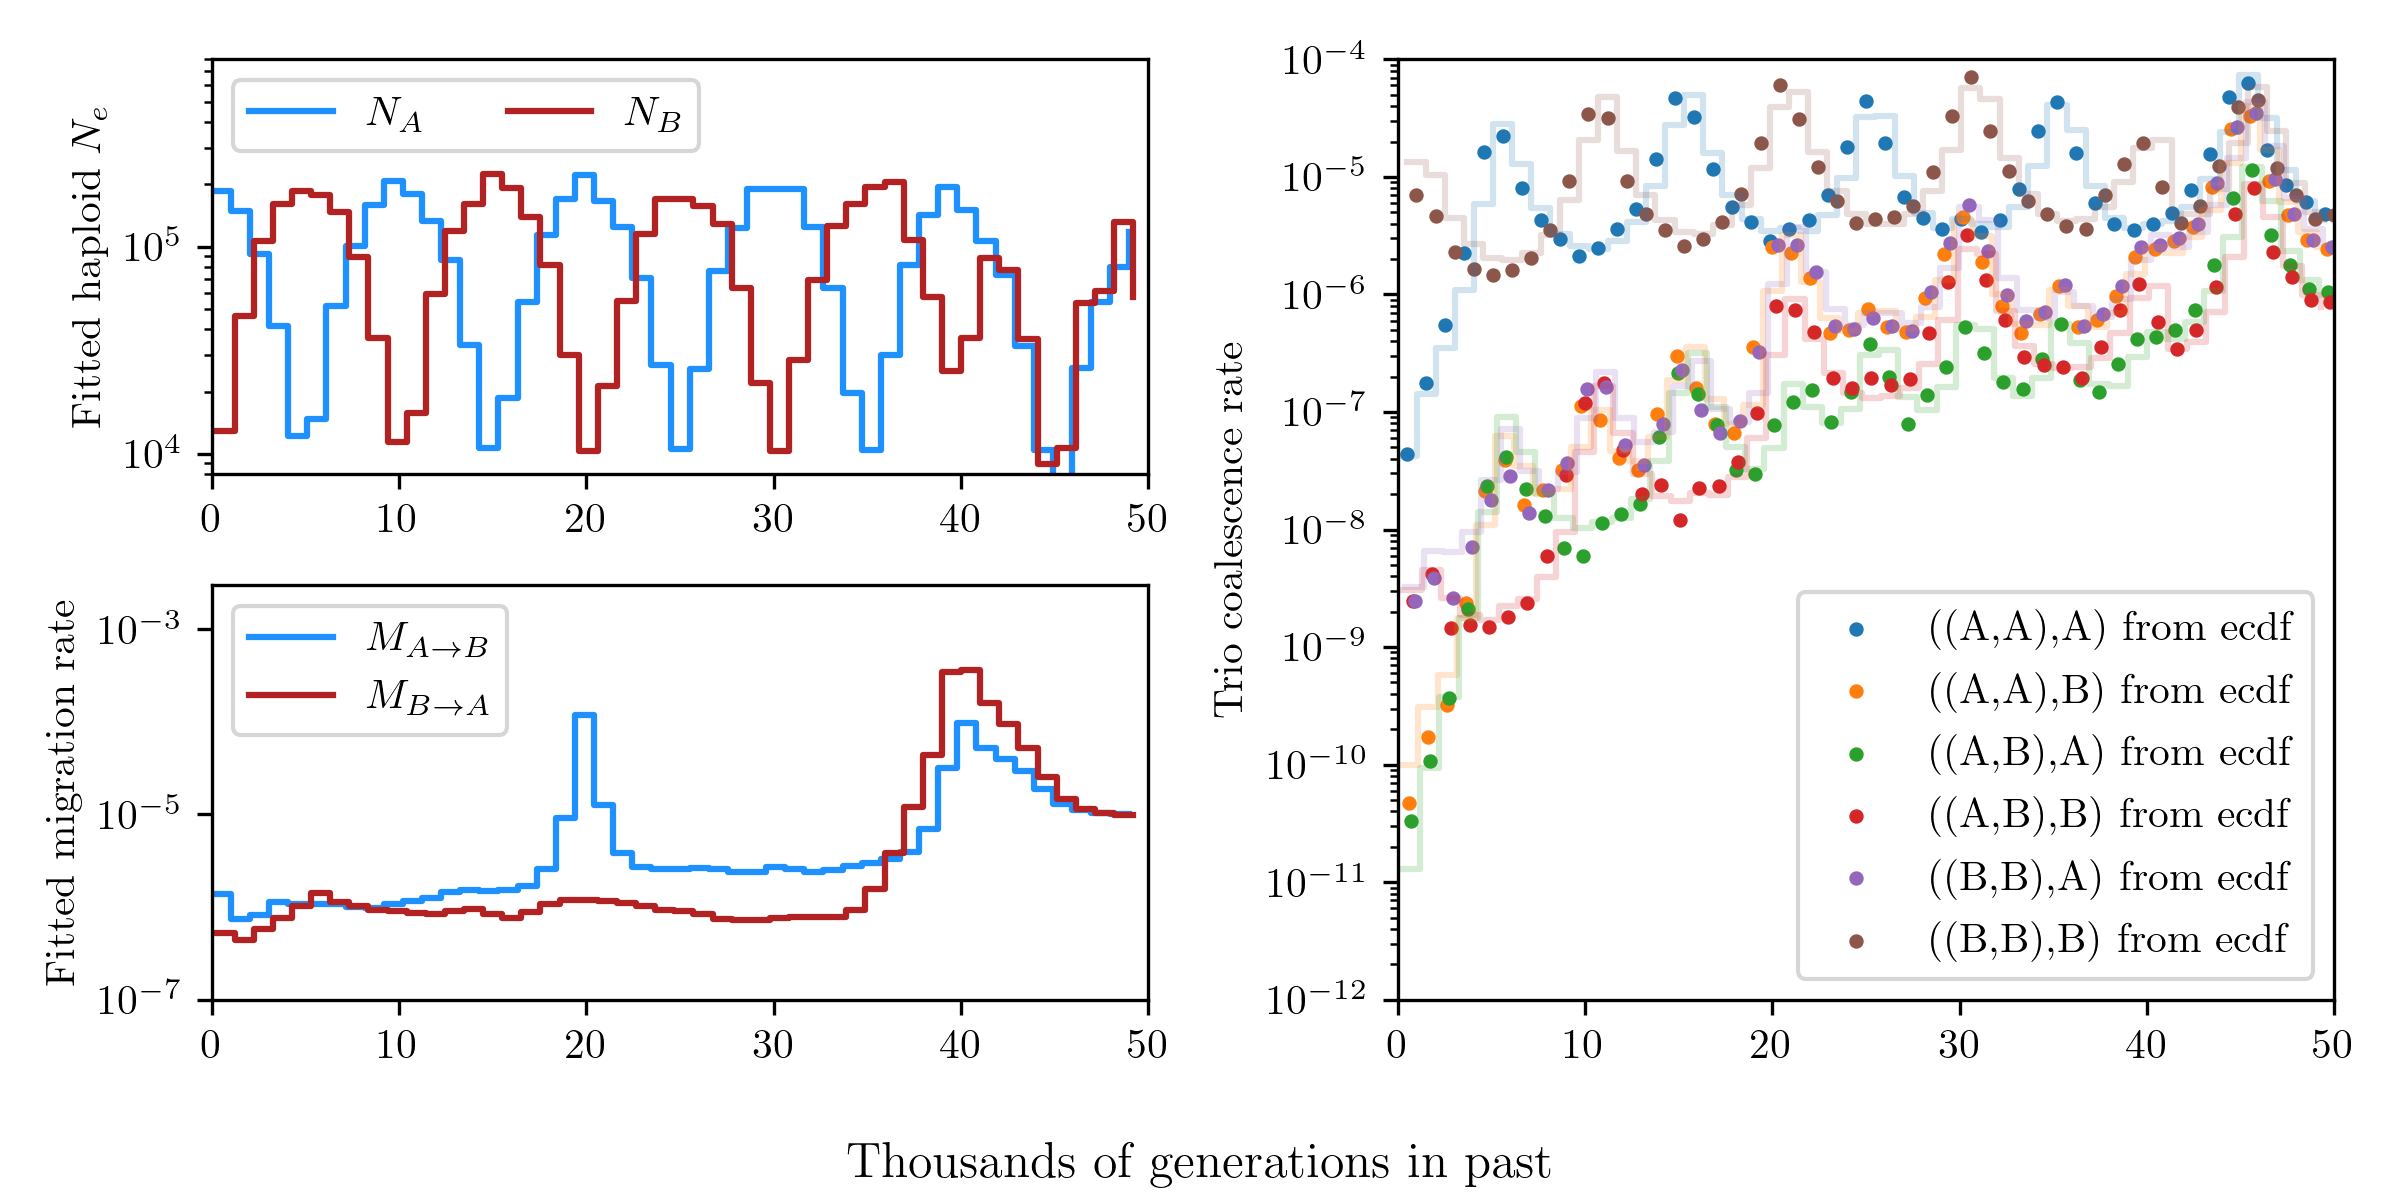 Fitted haploid N_e
10^5
10^4
N_A
N_B
0 10 20 30 40 50
Fitted migration rate
10^−3
10^−5
10^−7
M_{A→B}
M_{B→A}
0 10 20 30 40 50
Trio coalescence rate
10^−4
10^−5
10^−6
10^−7
10^−8
10^−9
10^−10
10^−11
10^−12
((A,A),A) from ecdf
((A,A),B) from ecdf
((A,B),A) from ecdf
((A,B),B) from ecdf
((B,B),A) from ecdf
((B,B),B) from ecdf
0 10 20 30 40 50
Thousands of generations in past